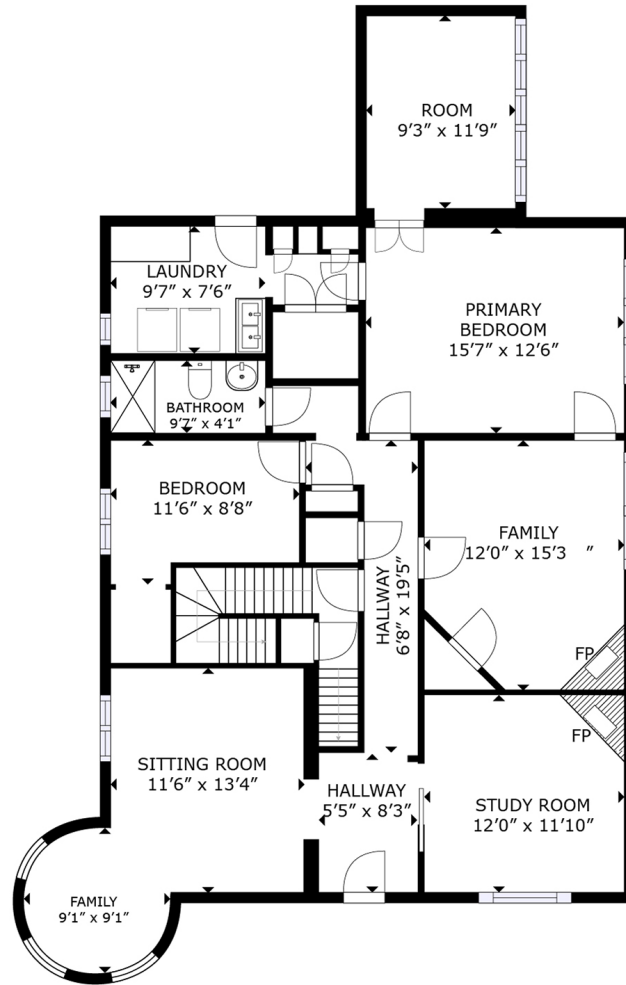 ROOM
9'3" x 11'9"
LAUNDRY
9'7" x 7'6"
PRIMARY
BEDROOM
15'7" x 12'6"
BATHROOM
9'7" x 4'1"
BEDROOM
11'6" x 8'8"
FAMILY
12'0" x 15'3 "
HALLWAY
6'8" x 19'5"
FP
FP
SITTING ROOM
11'6" x 13'4"
HALLWAY
5'5" x 8'3"
STUDY ROOM
12'0" x 11'10"
FAMILY
9'1" x 9'1"